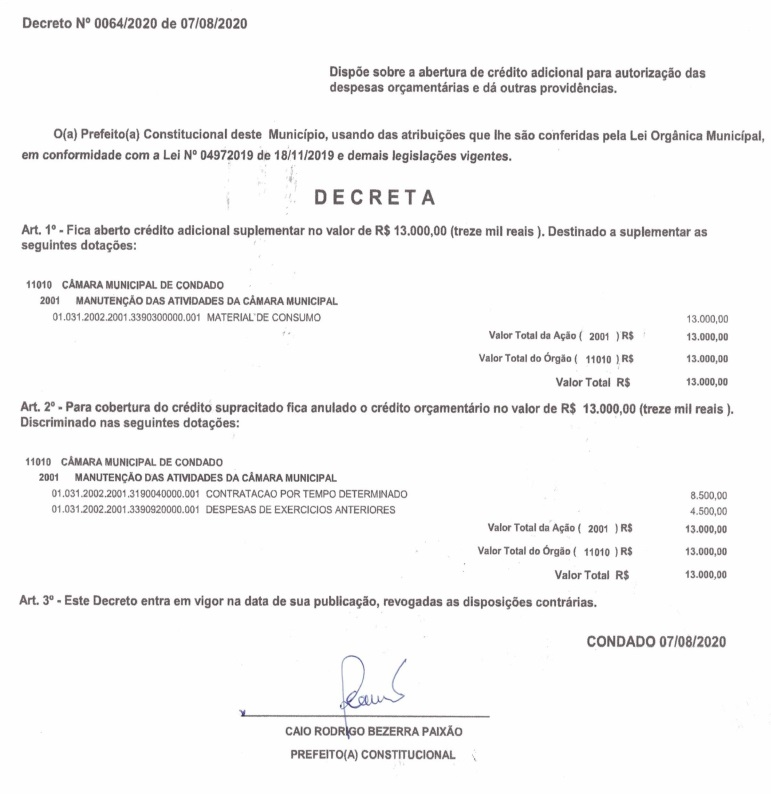 Decreto Nº 0064/2020 de 07/08/2020
Dispõe sobre a abertura de crédito adicional para autorização das
despesas orçamentárias e dá outras providências.
O(a) Prefeito(a) Constitucional deste Município, usando das atribuições que lhe são conferidas pela Lei Orgânica Municípal,
em conformidade com a Lei Nº 04972019 de 18/11/2019 e demais legislações vigentes.
DECRETA
Art. 1º - Fica aberto crédito adicional suplementar no valor de R$ 13.000,00 (treze mil reais ). Destinado a suplementar as
seguintes dotações:
11010 CÂMARA MUNICIPAL DE CONDADO
2001 MANUTENÇÃO DAS ATIVIDADES DA CÂMARA MUNICIPAL
01.031.2002.2001.3390300000.001 MATERIAL DE CONSUMO 13.000,00
Valor Total da Ação ( 2001 ) R$ 13.000,00
Valor Total do Órgão ( 11010 ) R$ 13.000,00
Valor Total R$ 13.000,00
Art. 2º - Para cobertura do crédito supracitado fica anulado o crédito orçamentário no valor de R$ 13.000,00 (treze mil reais ).
Discriminado nas seguintes dotações:
11010 CÂMARA MUNICIPAL DE CONDADO
2001 MANUTENÇÃO DAS ATIVIDADES DA CÂMARA MUNICIPAL
01.031.2002.2001.3190040000.001 CONTRATACAO POR TEMPO DETERMINADO 8.500,00
01.031.2002.2001.3390920000.001 DESPESAS DE EXERCICIOS ANTERIORES 4.500,00
Valor Total da Ação ( 2001 ) R$ 13.000,00
Valor Total do Órgão ( 11010 ) R$ 13.000,00
Valor Total R$ 13.000,00
Art. 3º - Este Decreto entra em vigor na data de sua publicação, revogadas as disposições contrárias.
CONDADO 07/08/2020
CAIO RODRIGO BEZERRA PAIXÃO
PREFEITO(A) CONSTITUCIONAL